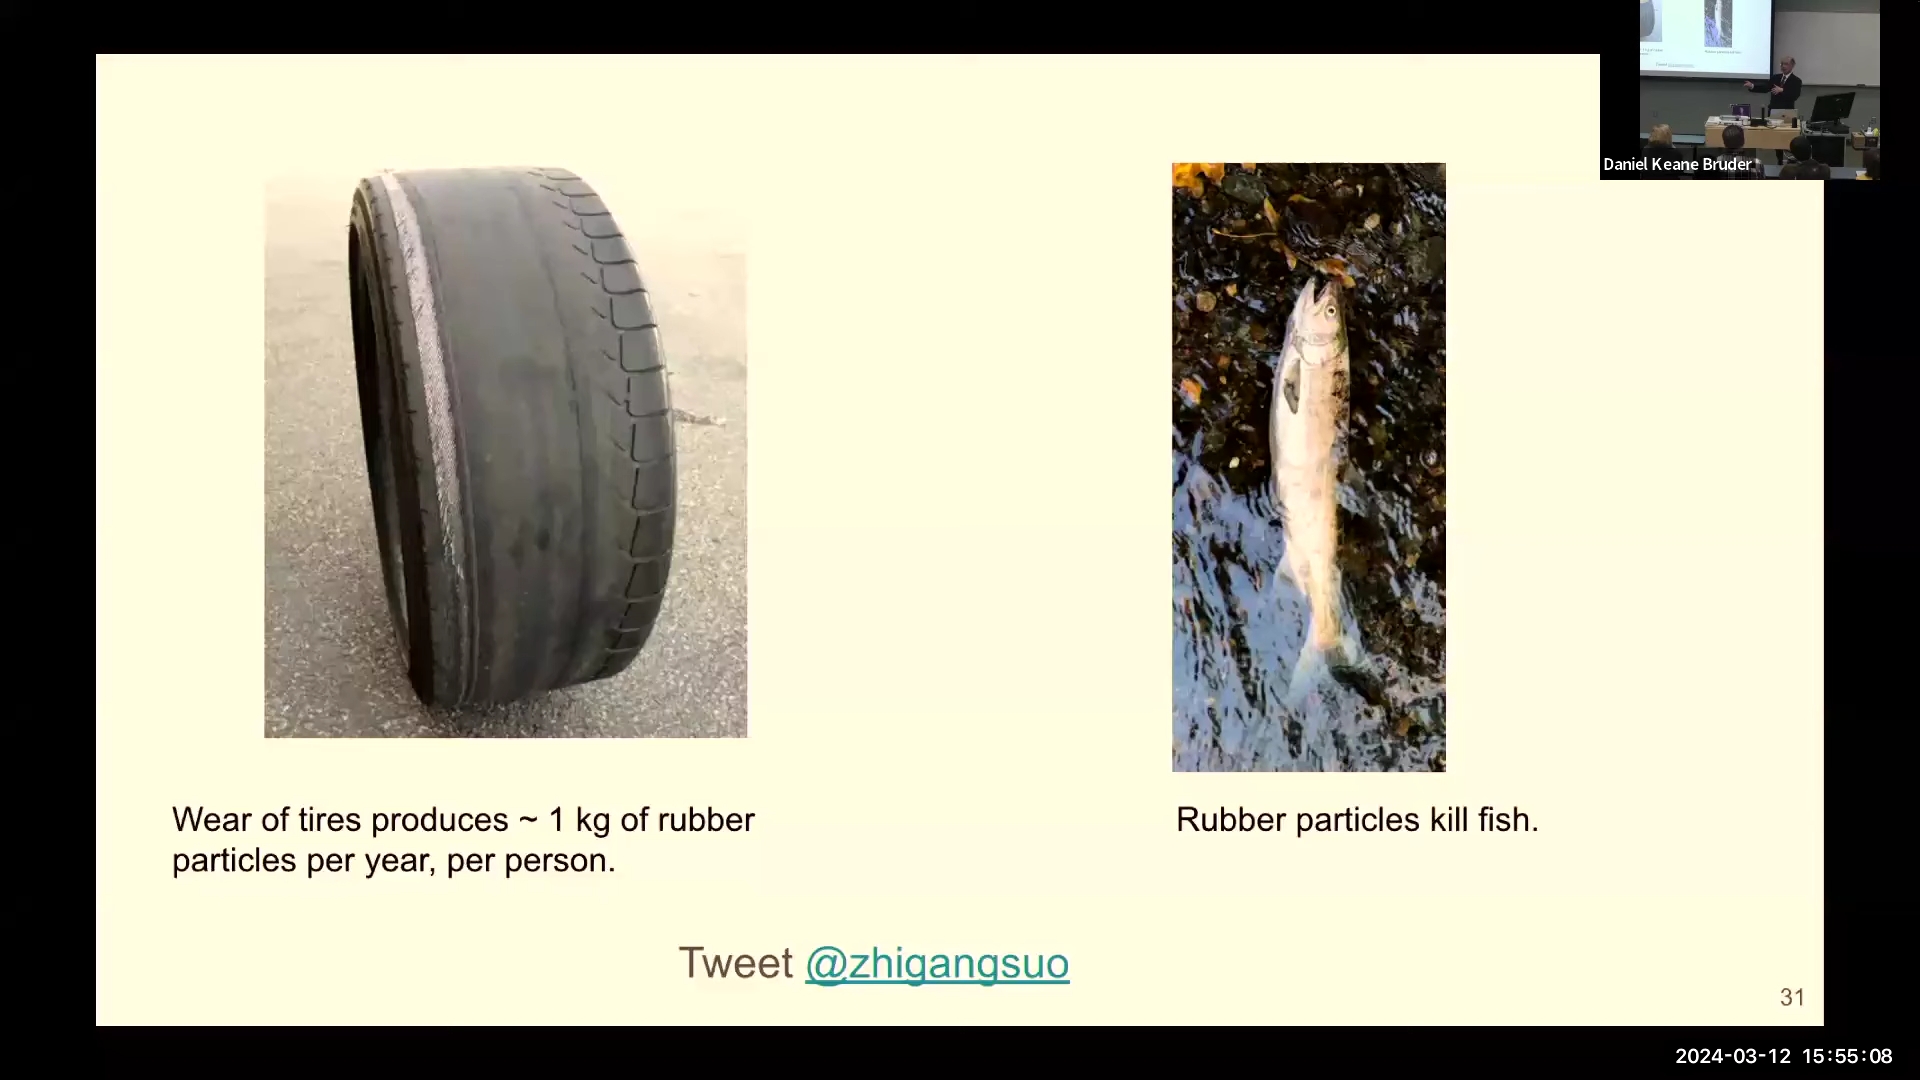 Daniel Keane Bruder
Wear of tires produces ~ 1 kg of rubber
particles per year, per person.
Rubber particles kill fish.
Tweet @zhigangsuo
31
2024-03-12 15:55:08